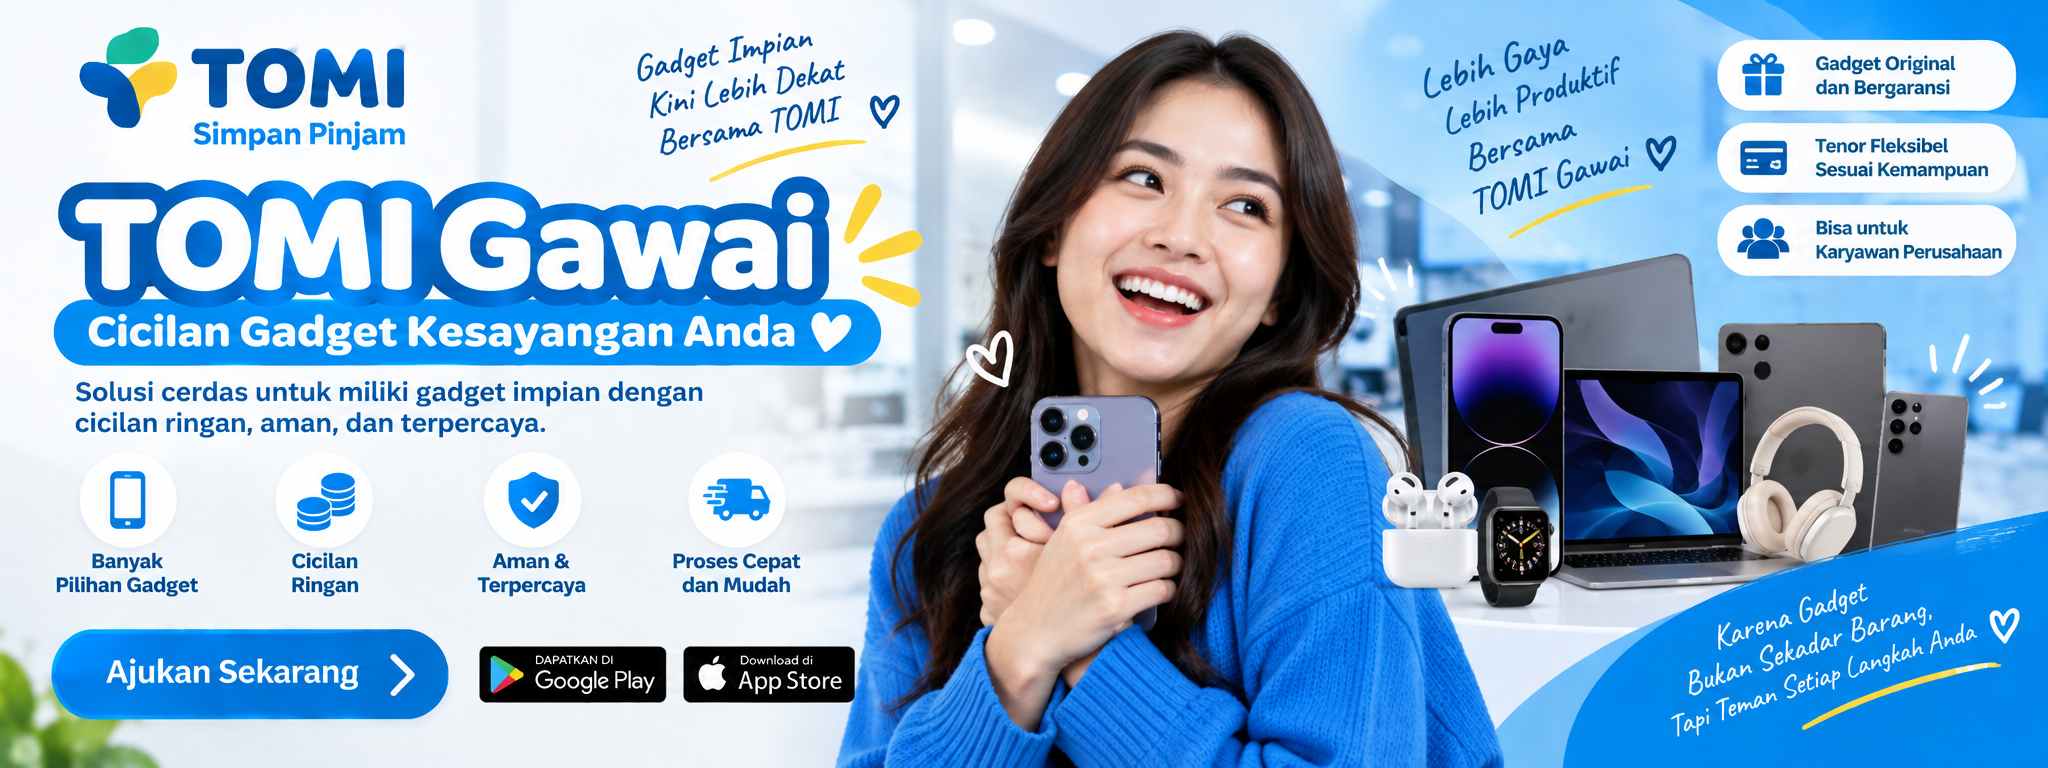 TOMI
Simpan Pinjam
Gadget Impian
Kini Lebih Dekat
Bersama TOMI
TOMI Gawai
Cicilan Gadget Kesayangan Anda
Solusi cerdas untuk miliki gadget impian dengan
cicilan ringan, aman, dan terpercaya.
Banyak
Pilihan Gadget
Cicilan
Ringan
Aman &
Terpercaya
Proses Cepat
dan Mudah
Ajukan Sekarang
DAPATKAN DI
Google Play
Download di
App Store
Lebih Gaya
Lebih Produktif
Bersama
TOMI Gawai
Gadget Original
dan Bergaransi
Tenor Fleksibel
Sesuai Kemampuan
Bisa untuk
Karyawan Perusahaan
Karena Gadget
Bukan Sekadar Barang,
Tapi Teman Setiap Langkah Anda